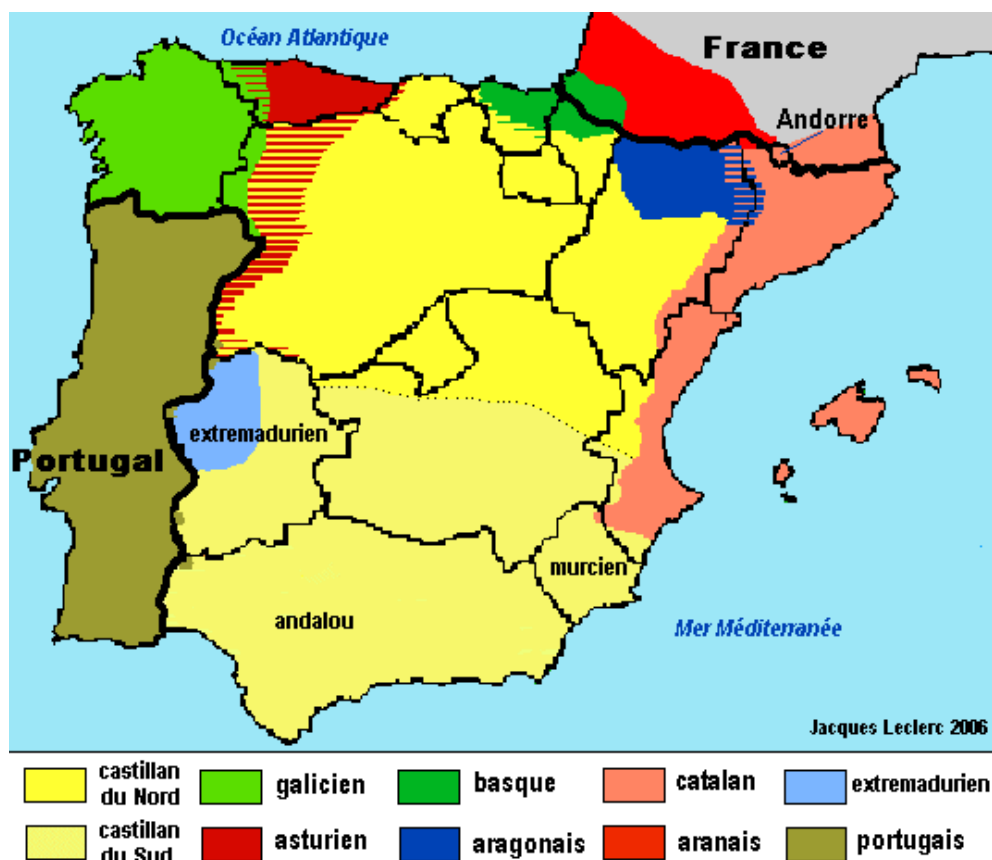 Océan Atlantique
France
Andorre
extremadurien
Portugal
murcien
andalou
Mer Méditerranée
Jacques Leclerc 2006
castillan du Nord
galicien
basque
catalan
extremadurien
castillan du Sud
asturien
aragonais
aranais
portugais